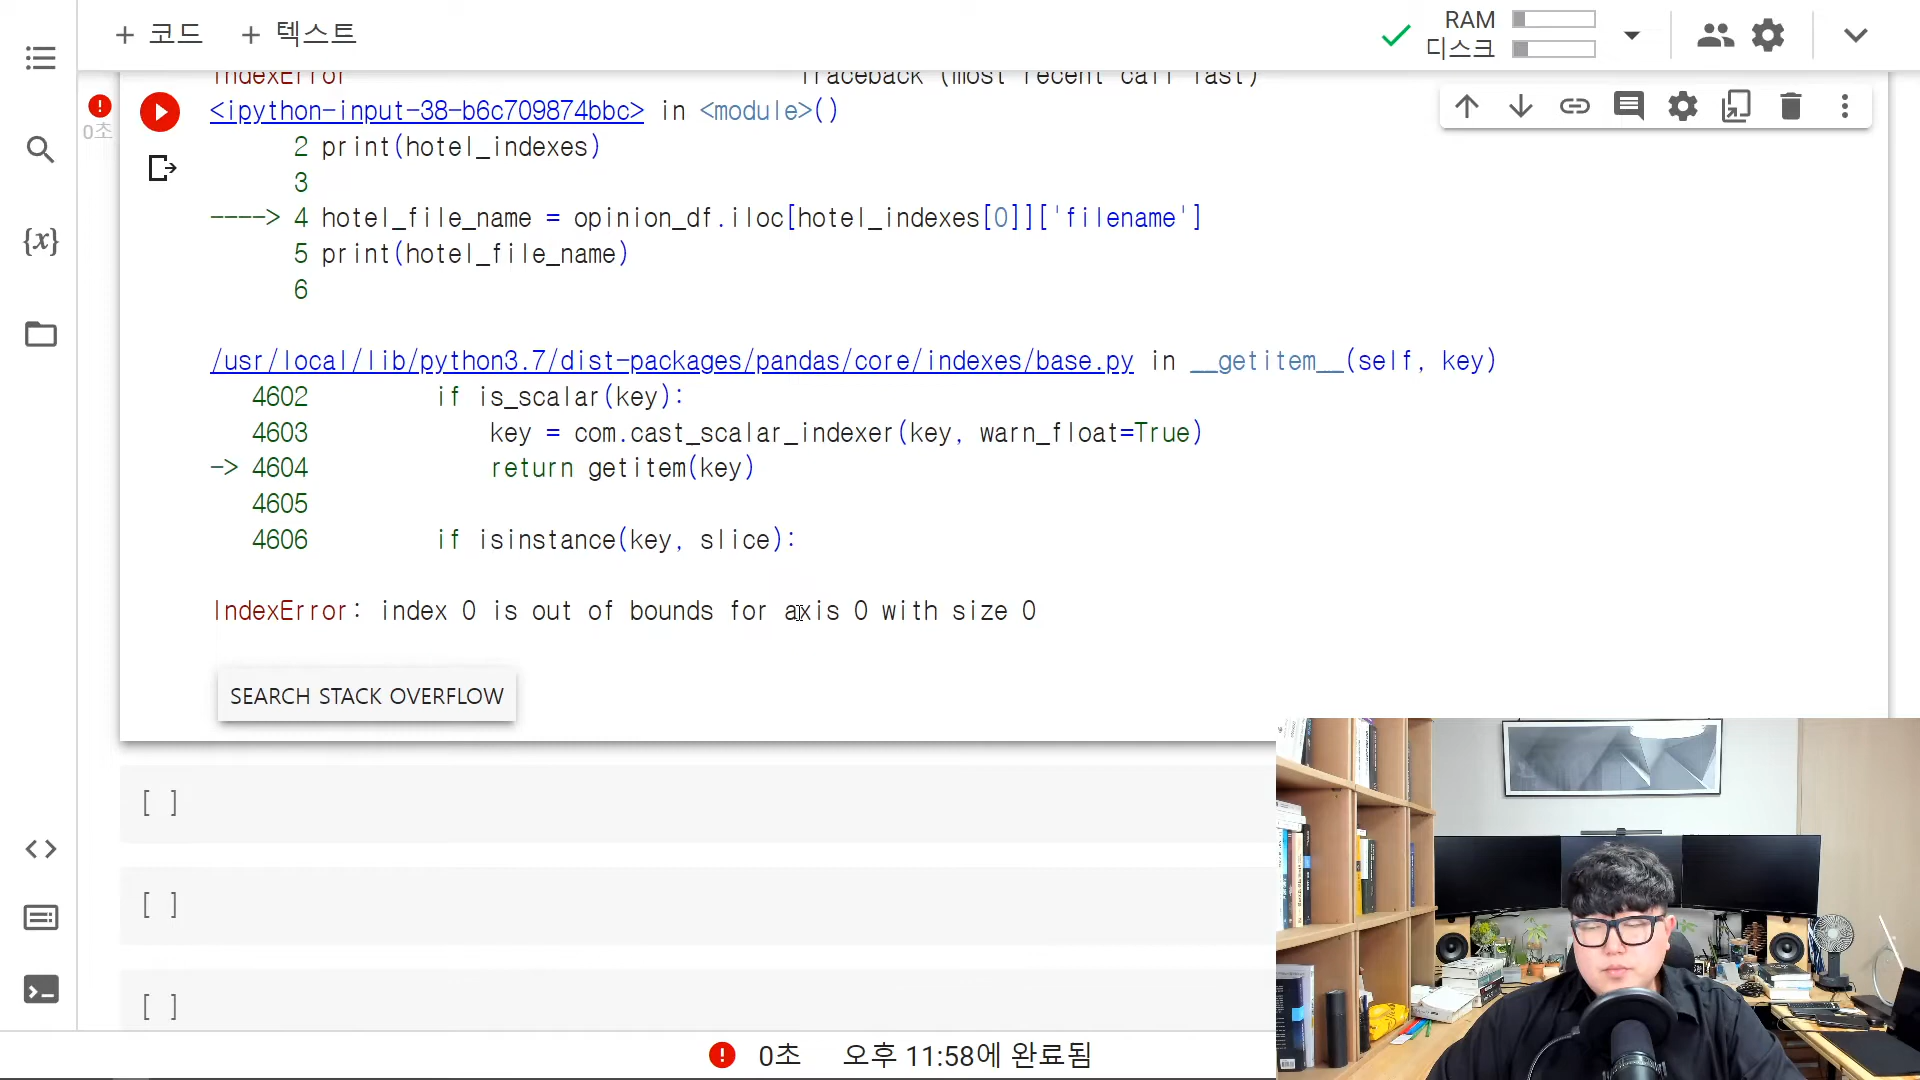 + 코드 + 텍스트
RAM
디스크
IndexError Traceback (most recent call last)
0초
<ipython-input-38-b6c709874bbc> in <module>()
2 print(hotel_indexes)
3
----> 4 hotel_file_name = opinion_df.iloc[hotel_indexes[0]]['filename']
5 print(hotel_file_name)
6
/usr/local/lib/python3.7/dist-packages/pandas/core/indexes/base.py in __getitem__(self, key)
4602 if is_scalar(key):
4603 key = com.cast_scalar_indexer(key, warn_float=True)
-> 4604 return getitem(key)
4605
4606 if isinstance(key, slice):
IndexError: index 0 is out of bounds for axis 0 with size 0
SEARCH STACK OVERFLOW
[ ]
[ ]
[ ]
0초 오후 11:58에 완료됨